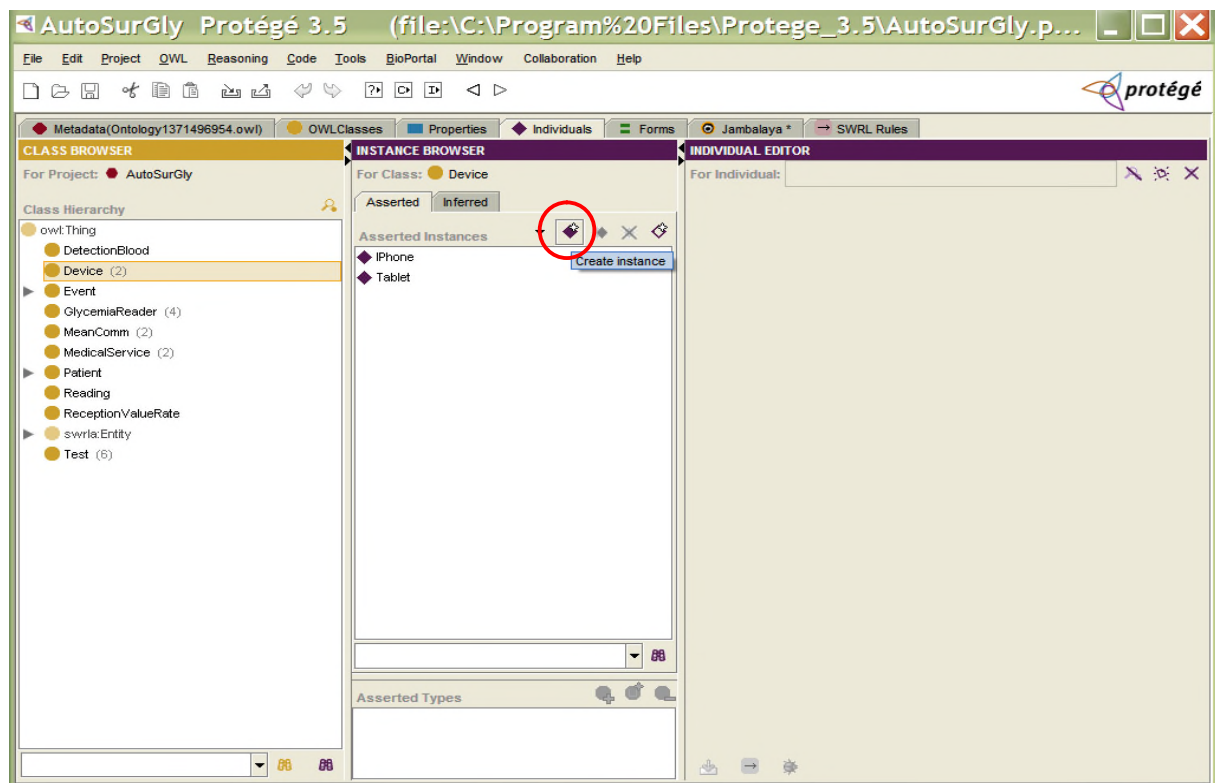 AutoSurGly Protégé 3.5 (file:\C:\Program%20Files\Protege_3.5\AutoSurGly.p...
File Edit Project OWL Reasoning Code Tools BioPortal Window Collaboration Help
protégé
Metadata(Ontology1371496954.owl) OWLClasses Properties Individuals Forms Jambalaya * SWRL Rules
CLASS BROWSER
For Project: AutoSurGly
Class Hierarchy
owl:Thing
DetectionBlood
Device (2)
Event
GlycemiaReader (4)
MeanComm (2)
MedicalService (2)
Patient
Reading
ReceptionValueRate
swrla:Entity
Test (6)
INSTANCE BROWSER
For Class: Device
Asserted Inferred
Asserted Instances
Create instance
IPhone
Tablet
Asserted Types
INDIVIDUAL EDITOR
For Individual: